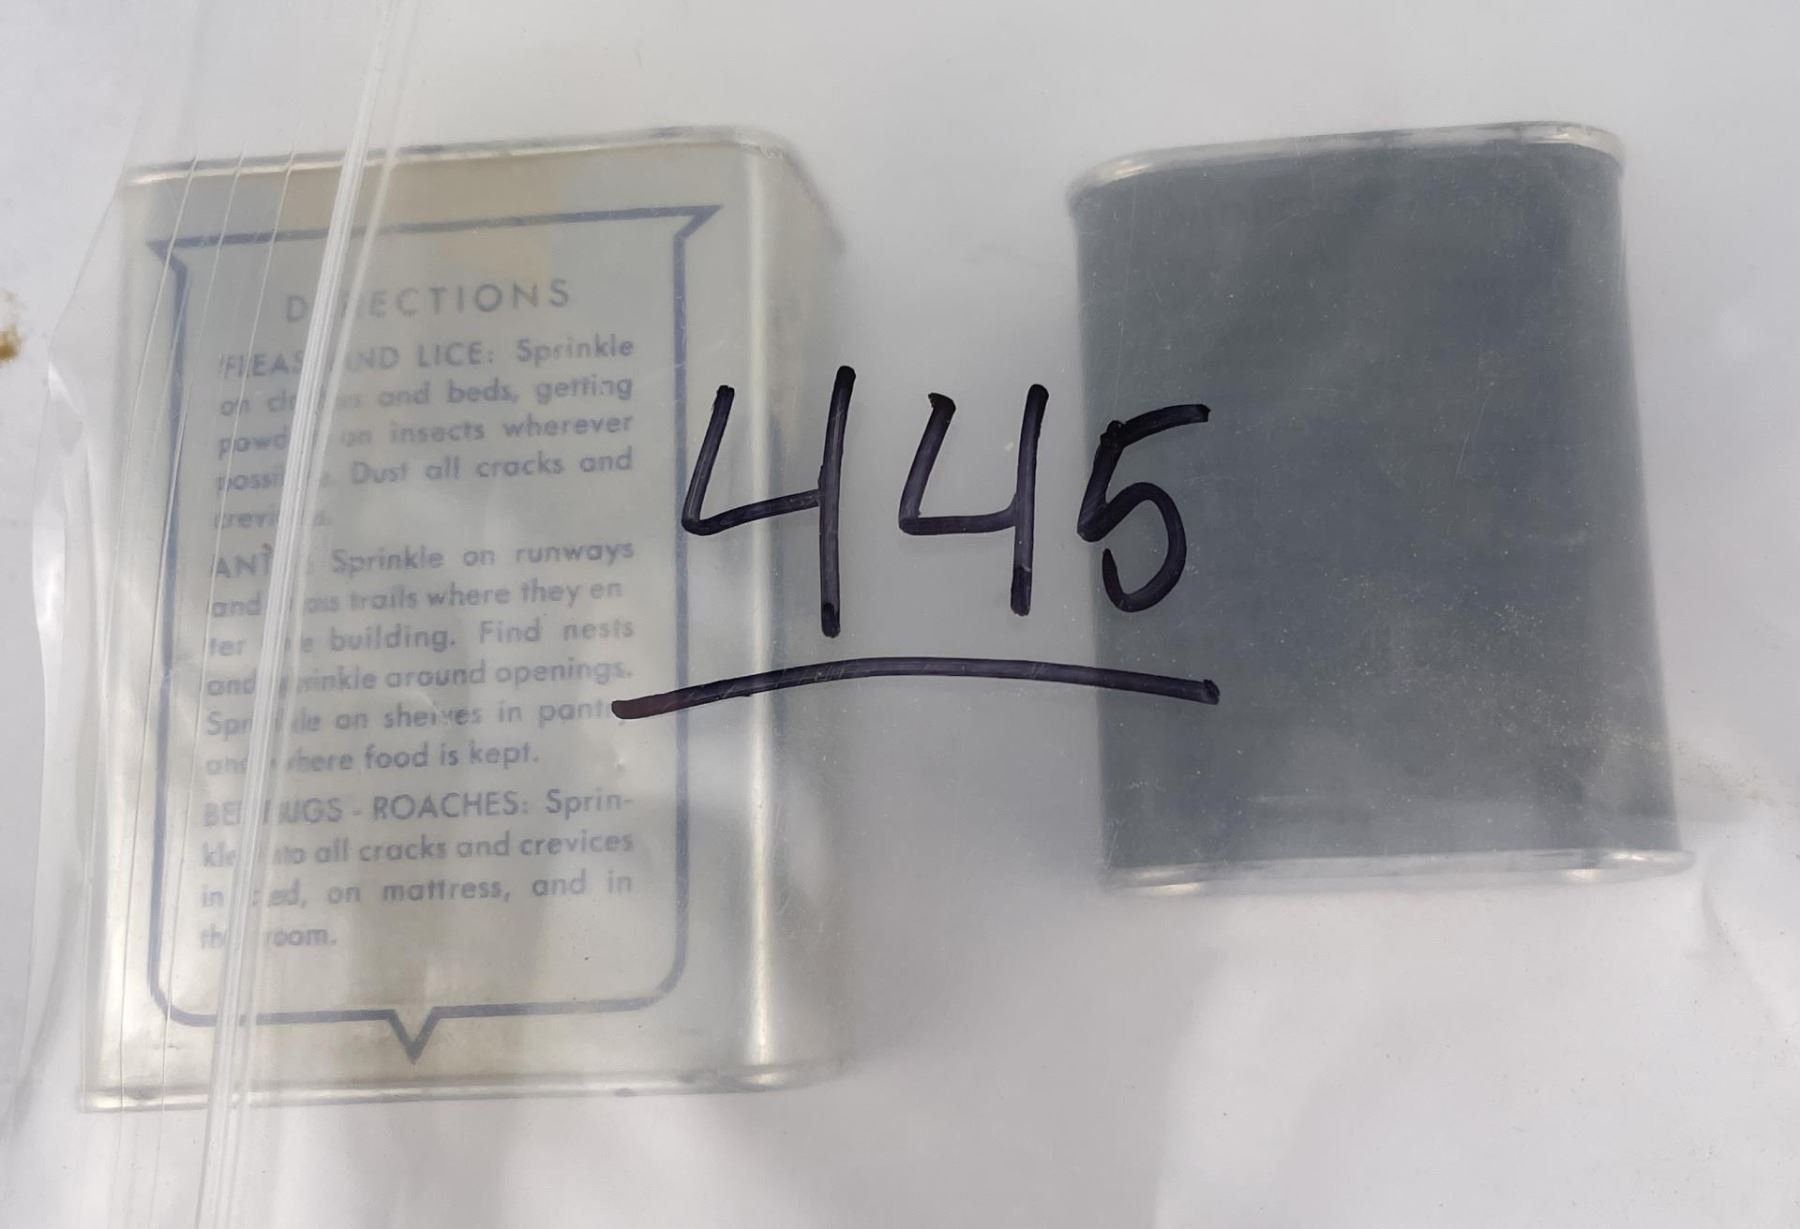 DIRECTIONS
FLEAS AND LICE: Sprinkle
on clothes and beds, getting
powder on insects wherever
possible. Dust all cracks and
crevices.
ANTS: Sprinkle on runways
and across trails where they en
ter the building. Find nests
and sprinkle around openings.
Sprinkle on shelves in pantry
and where food is kept.
BED BUGS - ROACHES: Sprin-
kle into all cracks and crevices
in bed, on mattress, and in
the room.
445